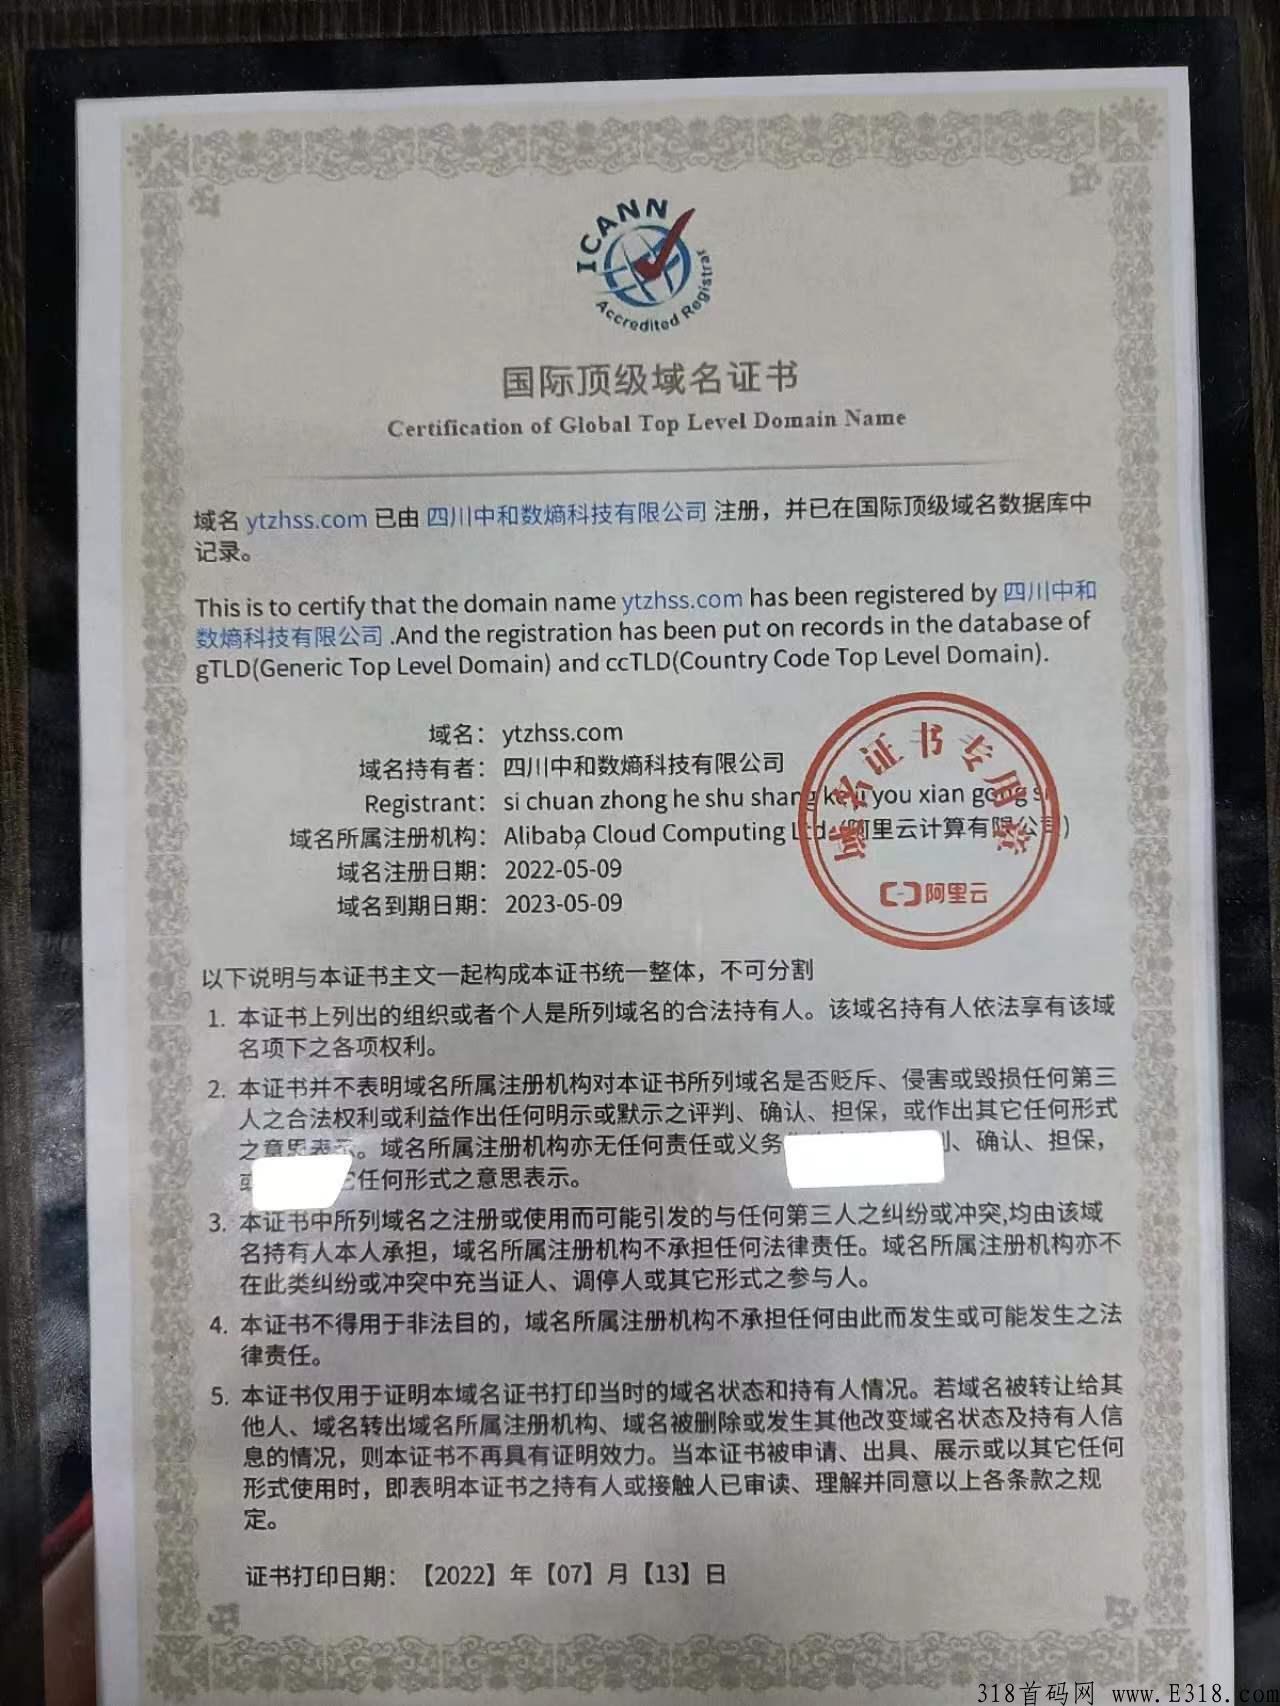 ICANN
Accredited Registrar
国际顶级域名证书
Certification of Global Top Level Domain Name
域名 ytzhss.com 已由 四川中和数熵科技有限公司 注册，并已在国际顶级域名数据库中
记录。
This is to certify that the domain name ytzhss.com has been registered by 四川中和
数熵科技有限公司 .And the registration has been put on records in the database of
gTLD(Generic Top Level Domain) and ccTLD(Country Code Top Level Domain).
域名： ytzhss.com
域名持有者： 四川中和数熵科技有限公司
Registrant： si chuan zhong he shu shang ke ji you xian gong si
域名所属注册机构： Alibaba Cloud Computing Ltd. (阿里云计算有限公司)
域名注册日期： 2022-05-09
域名到期日期： 2023-05-09
域名证书专用章
阿里云
以下说明与本证书主文一起构成本证书统一整体，不可分割
1. 本证书上列出的组织或者个人是所列域名的合法持有人。该域名持有人依法享有该域
名项下之各项权利。
2. 本证书并不表明域名所属注册机构对本证书所列域名是否贬斥、侵害或毁损任何第三
人之合法权利或利益作出任何明示或默示之评判、确认、担保，或作出其它任何形式
之意思表示。域名所属注册机构亦无任何责任或义务 、确认、担保，
任何形式之意思表示。
3. 本证书中所列域名之注册或使用而可能引发的与任何第三人之纠纷或冲突,均由该域
名持有人本人承担，域名所属注册机构不承担任何法律责任。域名所属注册机构亦不
在此类纠纷或冲突中充当证人、调停人或其它形式之参与人。
4. 本证书不得用于非法目的，域名所属注册机构不承担任何由此而发生或可能发生之法
律责任。
5. 本证书仅用于证明本域名证书打印当时的域名状态和持有人情况。若域名被转让给其
他人、域名转出域名所属注册机构、域名被删除或发生其他改变域名状态及持有人信
息的情况，则本证书不再具有证明效力。当本证书被申请、出具、展示或以其它任何
形式使用时，即表明本证书之持有人或接触人已审读、理解并同意以上各条款之规
定。
证书打印日期：【2022】年【07】月【13】日
318首码网 www.E318.com